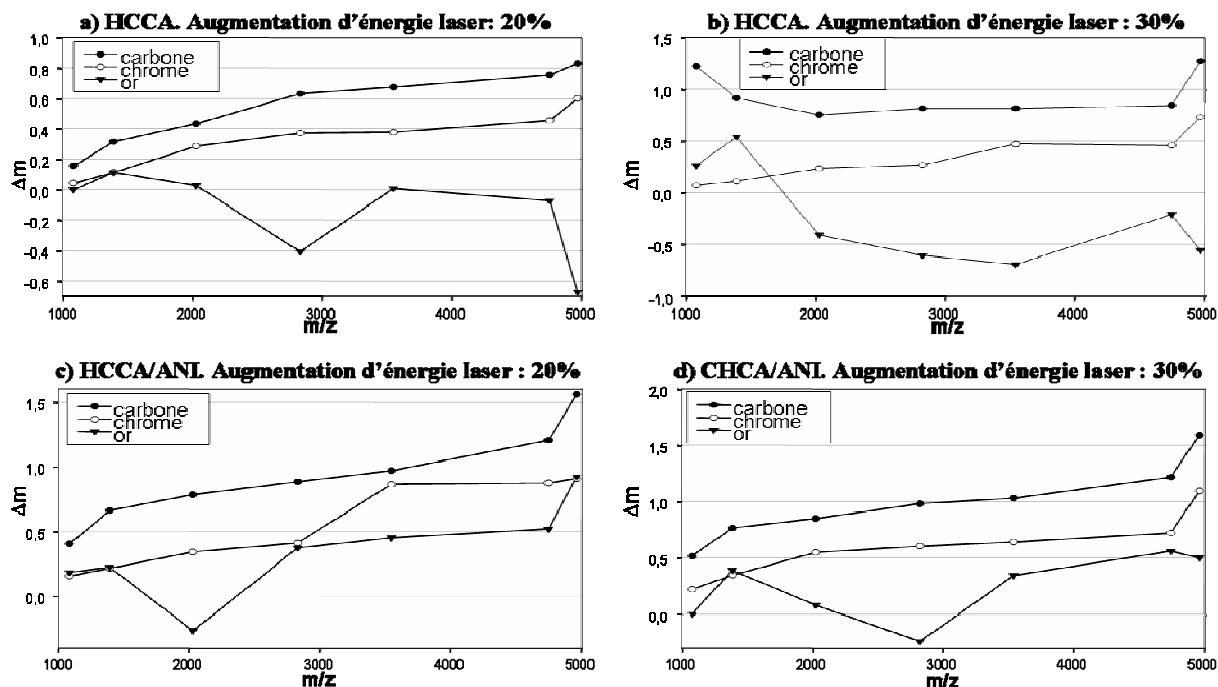 a) HCCA. Augmentation d'énergie laser: 20%
carbone
chrome
or
1,0
0,8
0,6
0,4
0,2
0,0
-0,2
-0,4
-0,6
Δm
1000
2000
3000
4000
5000
m/z
b) HCCA. Augmentation d'énergie laser : 30%
carbone
chrome
or
1,5
1,0
0,5
0,0
-0,5
-1,0
Δm
1000
2000
3000
4000
5000
m/z
c) HCCA/ANI. Augmentation d'énergie laser : 20%
carbone
chrome
or
1,5
1,0
0,5
0,0
Δm
1000
2000
3000
4000
5000
m/z
d) CHCA/ANI. Augmentation d'énergie laser : 30%
carbone
chrome
or
2,0
1,5
1,0
0,5
0,0
Δm
1000
2000
3000
4000
5000
m/z